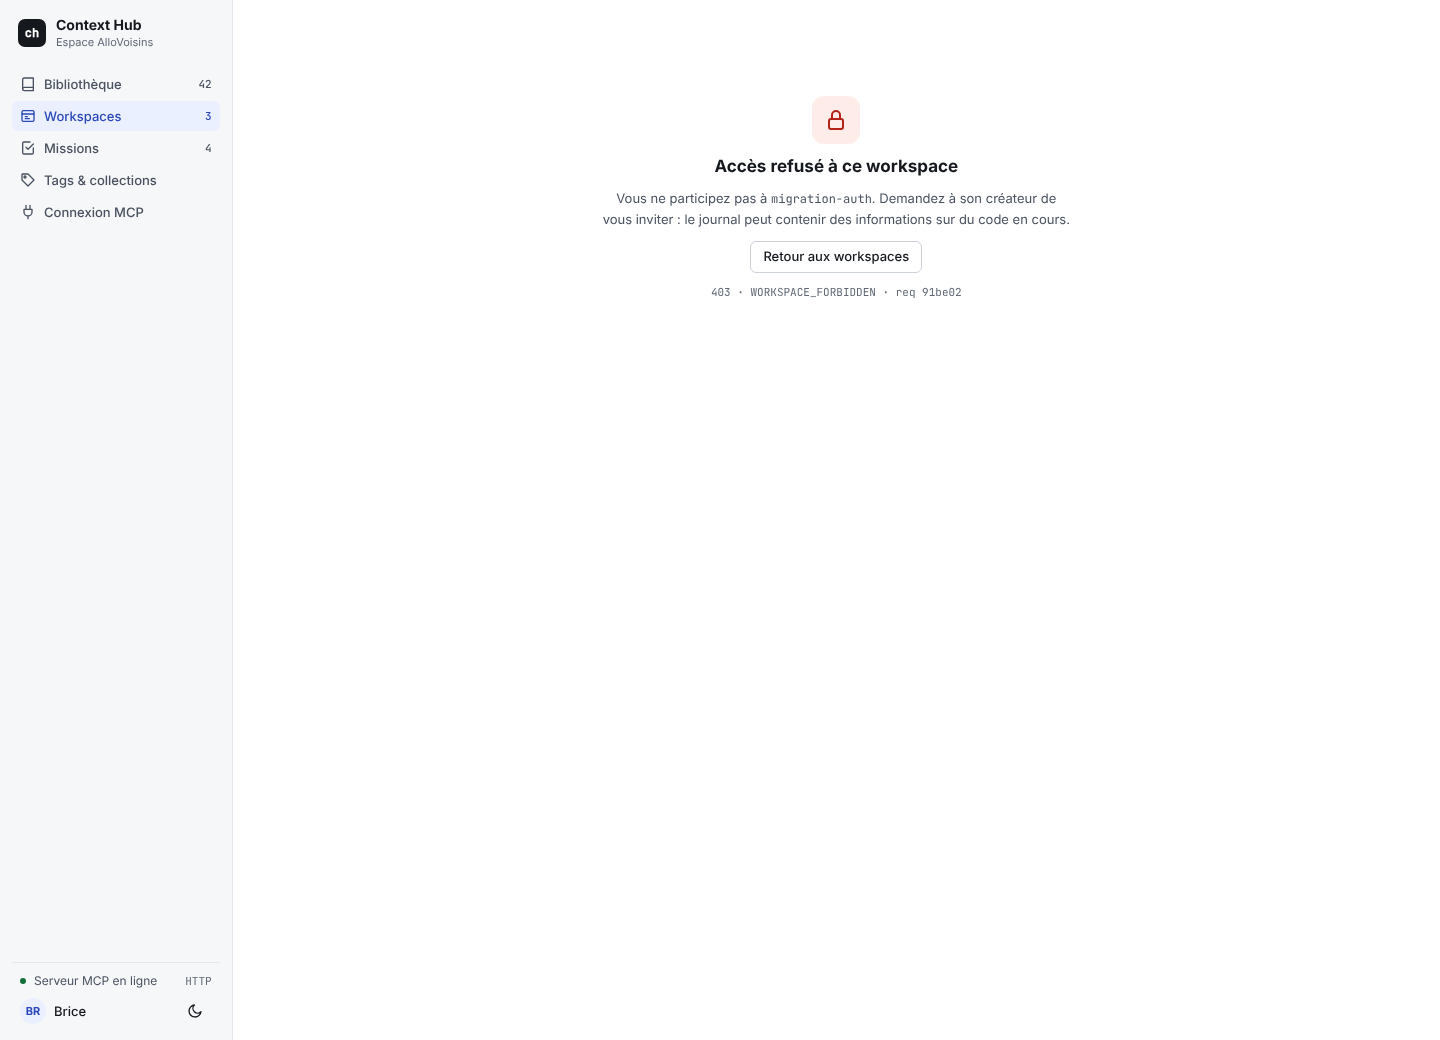 ch
Context Hub
Espace AlloVoisins
Bibliothèque 42
Workspaces 3
Missions 4
Tags & collections
Connexion MCP
Accès refusé à ce workspace
Vous ne participez pas à migration-auth. Demandez à son créateur de
vous inviter : le journal peut contenir des informations sur du code en cours.
Retour aux workspaces
403 · WORKSPACE_FORBIDDEN · req 91be02
Serveur MCP en ligne HTTP
BR Brice